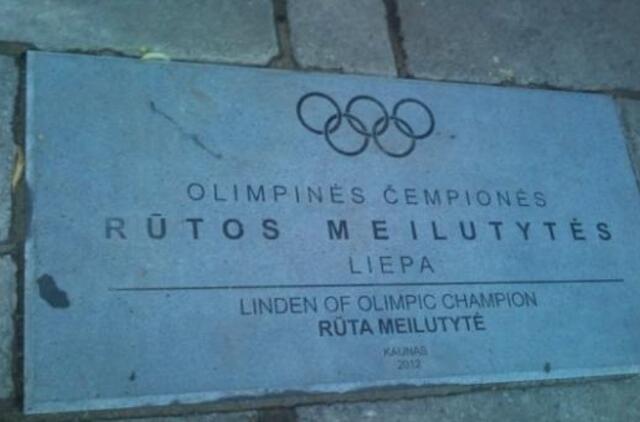 OLIMPINĖS ČEMPIONĖS
RŪTOS MEILUTYTĖS
LIEPA
LINDEN OF OLIMPIC CHAMPION
RŪTA MEILUTYTĖ
KAUNAS
2012